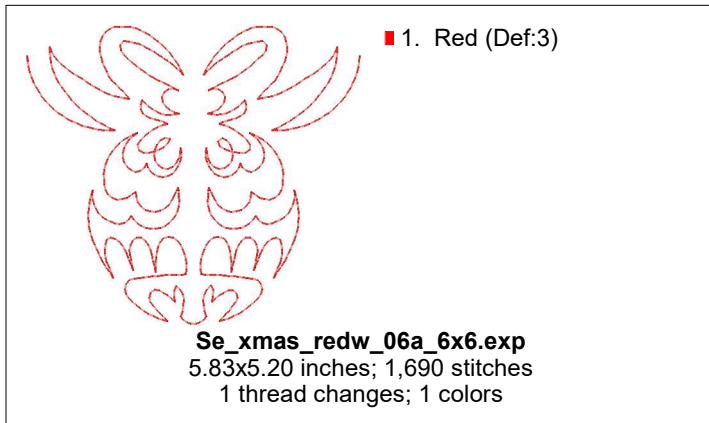 1. Red (Def:3)
Se_xmas_redw_06a_6x6.exp
5.83x5.20 inches; 1,690 stitches
1 thread changes; 1 colors